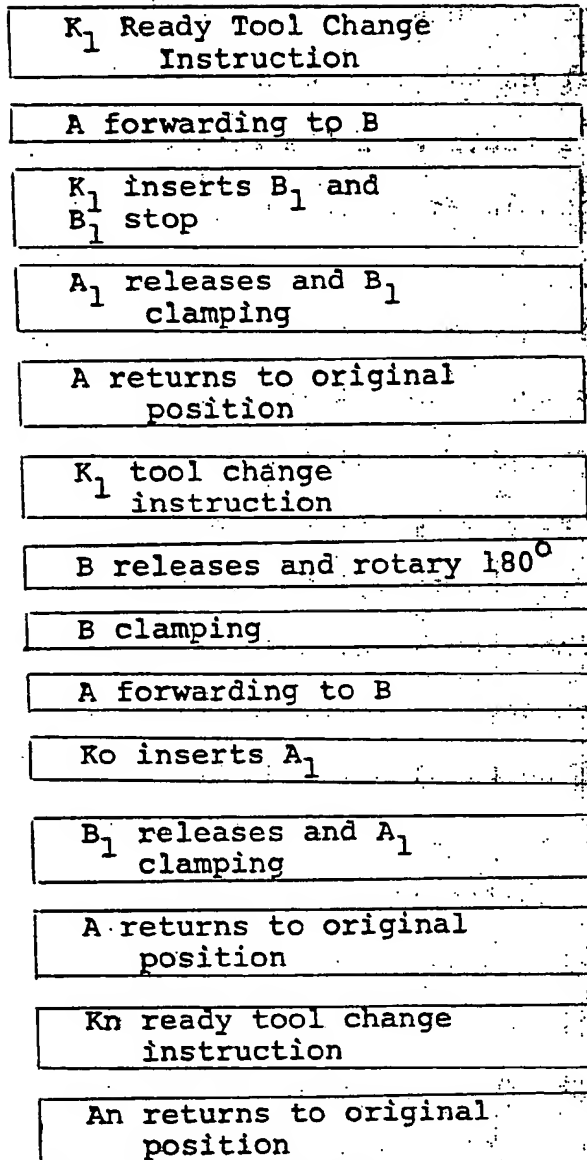 K1 Ready Tool Change
Instruction
A forwarding to B
K1 inserts B1 and
B1 stop
A1 releases and B1
clamping
A returns to original
position
K1 tool change
instruction
B releases and rotary 180°
B clamping
A forwarding to B
Ko inserts A1
B1 releases and A1
clamping
A returns to original
position
Kn ready tool change
instruction
An returns to original
position